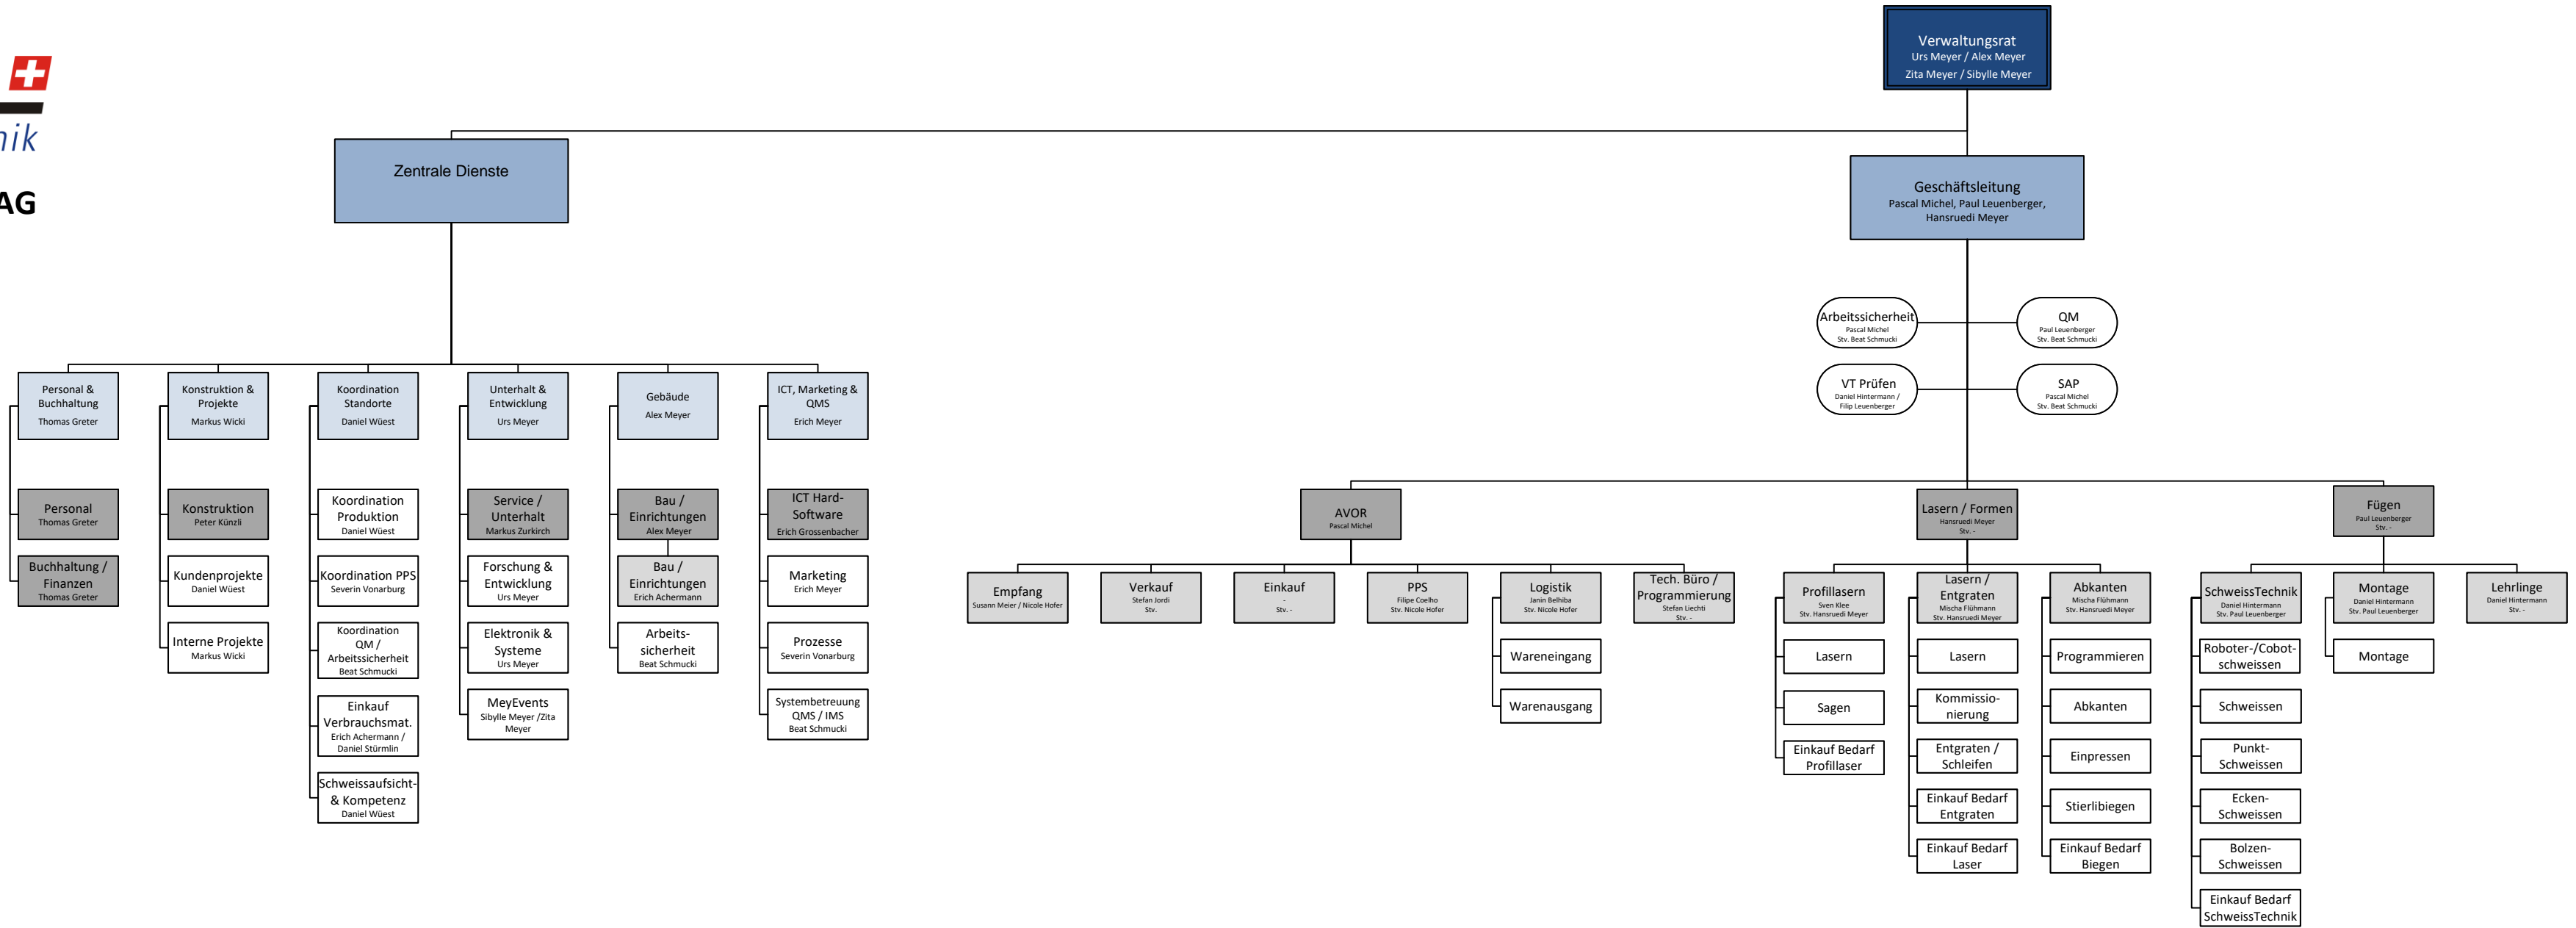 Verwaltungsrat
Urs Meyer / Alex Meyer
Zita Meyer / Sibylle Meyer
nik
AG
Zentrale Dienste
Geschäftsleitung
Pascal Michel, Paul Leuenberger,
Hansruedi Meyer
Arbeitssicherheit
Pascal Michel
Stv. Beat Schmucki
QM
Paul Leuenberger
Stv. Beat Schmucki
VT Prüfen
Daniel Hintermann /
Filip Leuenberger
SAP
Pascal Michel
Stv. Beat Schmucki
Personal &
Buchhaltung
Thomas Greter
Personal
Thomas Greter
Buchhaltung /
Finanzen
Thomas Greter
Konstruktion &
Projekte
Markus Wicki
Konstruktion
Peter Künzli
Kundenprojekte
Daniel Wüest
Interne Projekte
Markus Wicki
Koordination
Standorte
Daniel Wüest
Koordination
Produktion
Daniel Wüest
Koordination PPS
Severin Vonarburg
Koordination
QM /
Arbeitssicherheit
Beat Schmucki
Einkauf
Verbrauchsmat.
Erich Achermann /
Daniel Stürmlin
Schweissaufsicht-
& Kompetenz
Daniel Wüest
Unterhalt &
Entwicklung
Urs Meyer
Service /
Unterhalt
Markus Zurkirch
Forschung &
Entwicklung
Urs Meyer
Elektronik &
Systeme
Urs Meyer
MeyEvents
Sibylle Meyer /Zita
Meyer
Gebäude
Alex Meyer
Bau /
Einrichtungen
Alex Meyer
Bau /
Einrichtungen
Erich Achermann
Arbeits-
sicherheit
Beat Schmucki
ICT, Marketing &
QMS
Erich Meyer
ICT Hard-
Software
Erich Grossenbacher
Marketing
Erich Meyer
Prozesse
Severin Vonarburg
Systembetreuung
QMS / IMS
Beat Schmucki
AVOR
Pascal Michel
Empfang
Susann Meier / Nicole Hofer
Verkauf
Stefan Jordi
Stv.
Einkauf
-
Stv. -
PPS
Filipe Coelho
Stv. Nicole Hofer
Logistik
Janin Belhiba
Stv. Nicole Hofer
Wareneingang
Warenausgang
Tech. Büro /
Programmierung
Stefan Liechti
Stv. -
Lasern / Formen
Hansruedi Meyer
Stv. -
Profillasern
Sven Klee
Stv. Hansruedi Meyer
Lasern
Sagen
Einkauf Bedarf
Profillaser
Lasern /
Entgraten
Mischa Flühmann
Stv. Hansruedi Meyer
Lasern
Kommissio-
nierung
Entgraten /
Schleifen
Einkauf Bedarf
Entgraten
Einkauf Bedarf
Laser
Abkanten
Mischa Flühmann
Stv. Hansruedi Meyer
Programmieren
Abkanten
Einpressen
Stierlibiegen
Einkauf Bedarf
Biegen
Fügen
Paul Leuenberger
Stv. -
SchweissTechnik
Daniel Hintermann
Stv. Paul Leuenberger
Roboter-/Cobot-
schweissen
Schweissen
Punkt-
Schweissen
Ecken-
Schweissen
Bolzen-
Schweissen
Einkauf Bedarf
SchweissTechnik
Montage
Daniel Hintermann
Stv. Paul Leuenberger
Montage
Lehrlinge
Daniel Hintermann
Stv. -